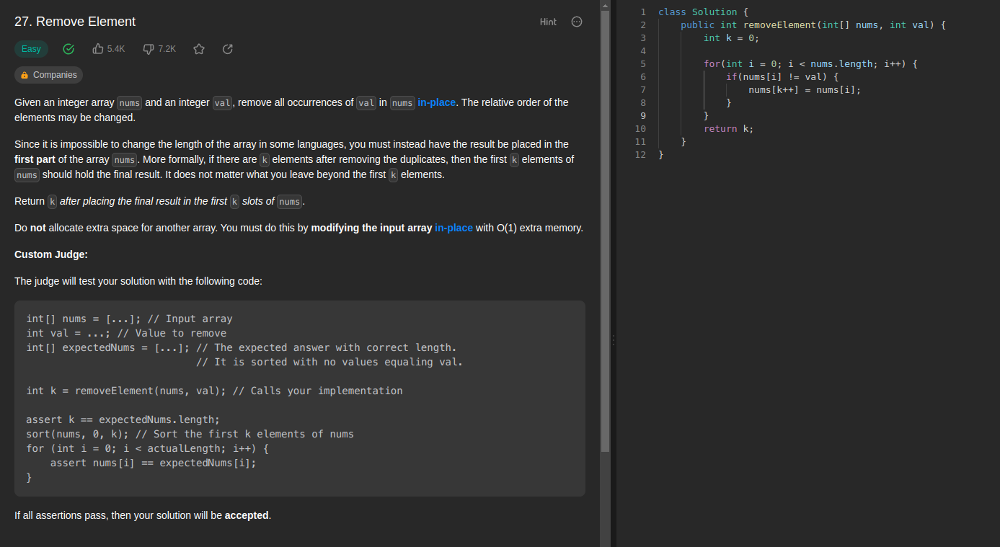 27. Remove Element
Hint
Easy
5.4K
7.2K
Companies
Given an integer array nums and an integer val, remove all occurrences of val in nums in-place. The relative order of the
elements may be changed.
Since it is impossible to change the length of the array in some languages, you must instead have the result be placed in the
first part of the array nums. More formally, if there are k elements after removing the duplicates, then the first k elements of
nums should hold the final result. It does not matter what you leave beyond the first k elements.
Return k after placing the final result in the first k slots of nums.
Do not allocate extra space for another array. You must do this by modifying the input array in-place with O(1) extra memory.
Custom Judge:
The judge will test your solution with the following code:
int[] nums = [...]; // Input array
int val = ...; // Value to remove
int[] expectedNums = [...]; // The expected answer with correct length.
// It is sorted with no values equaling val.
int k = removeElement(nums, val); // Calls your implementation
assert k == expectedNums.length;
sort(nums, 0, k); // Sort the first k elements of nums
for (int i = 0; i < actualLength; i++) {
    assert nums[i] == expectedNums[i];
}
If all assertions pass, then your solution will be accepted.
1 class Solution {
2     public int removeElement(int[] nums, int val) {
3         int k = 0;
4
5         for(int i = 0; i < nums.length; i++) {
6             if(nums[i] != val) {
7                 nums[k++] = nums[i];
8             }
9         }
10         return k;
11     }
12 }